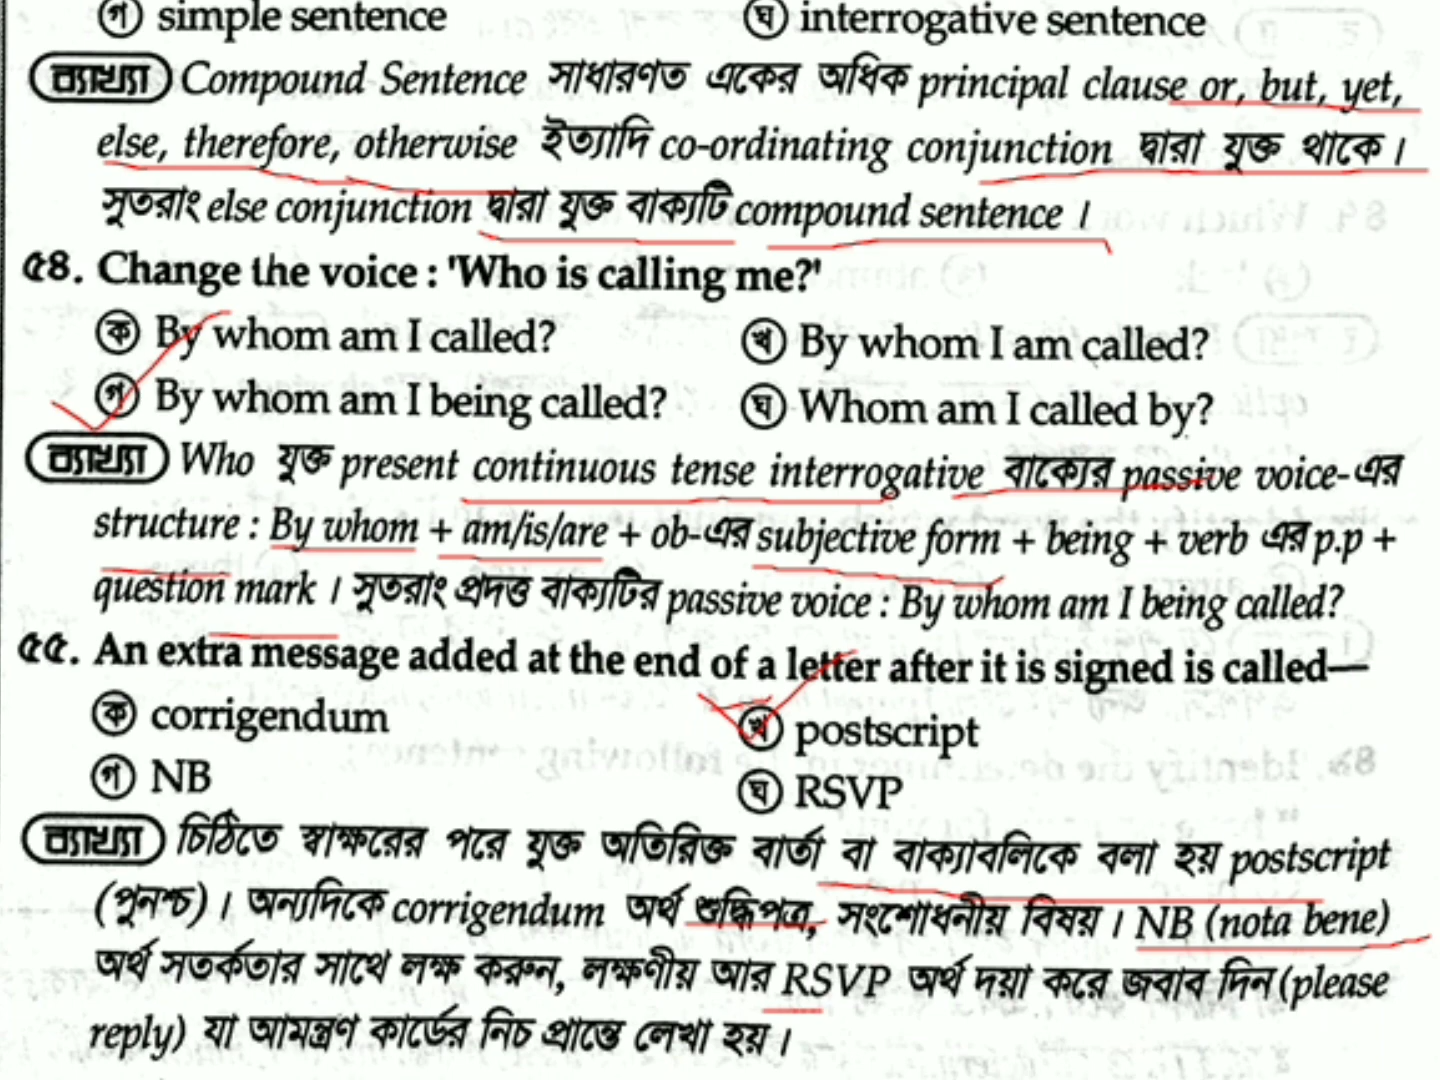 গ simple sentence ঘ interrogative sentence
ব্যাখ্যা Compound Sentence সাধারণত একের অধিক principal clause or, but, yet,
else, therefore, otherwise ইত্যাদি co-ordinating conjunction দ্বারা যুক্ত থাকে।
সুতরাং else conjunction দ্বারা যুক্ত বাক্যটি compound sentence ।
৫৪. Change the voice : 'Who is calling me?'
ক By whom am I called? খ By whom I am called?
গ By whom am I being called? ঘ Whom am I called by?
ব্যাখ্যা Who যুক্ত present continuous tense interrogative বাক্যের passive voice-এর
structure : By whom + am/is/are + ob-এর subjective form + being + verb এর p.p +
question mark । সুতরাং প্রদত্ত বাক্যটির passive voice : By whom am I being called?
৫৫. An extra message added at the end of a letter after it is signed is called—
ক corrigendum খ postscript
গ NB ঘ RSVP
ব্যাখ্যা চিঠিতে স্বাক্ষরের পরে যুক্ত অতিরিক্ত বার্তা বা বাক্যাবলিকে বলা হয় postscript
(পুনশ্চ)। অন্যদিকে corrigendum অর্থ শুদ্ধিপত্র, সংশোধনীয় বিষয়। NB (nota bene)
অর্থ সতর্কতার সাথে লক্ষ করুন, লক্ষণীয় আর RSVP অর্থ দয়া করে জবাব দিন (please
reply) যা আমন্ত্রণ কার্ডের নিচ প্রান্তে লেখা হয়।